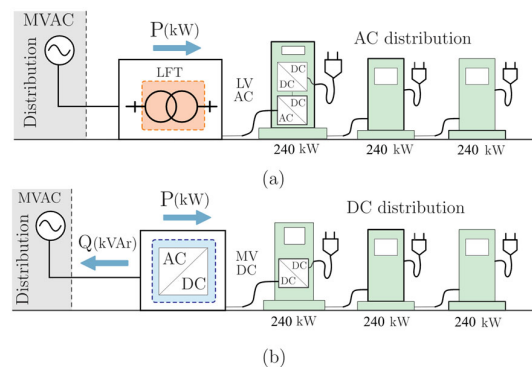 MVAC
Distribution
P(kW)
LFT
LV
AC
DC
DC
DC
AC
AC distribution
240 kW
240 kW
240 kW
(a)
MVAC
Distribution
Q(kVAr)
P(kW)
AC
DC
MV
DC
DC
DC
DC distribution
240 kW
240 kW
240 kW
(b)